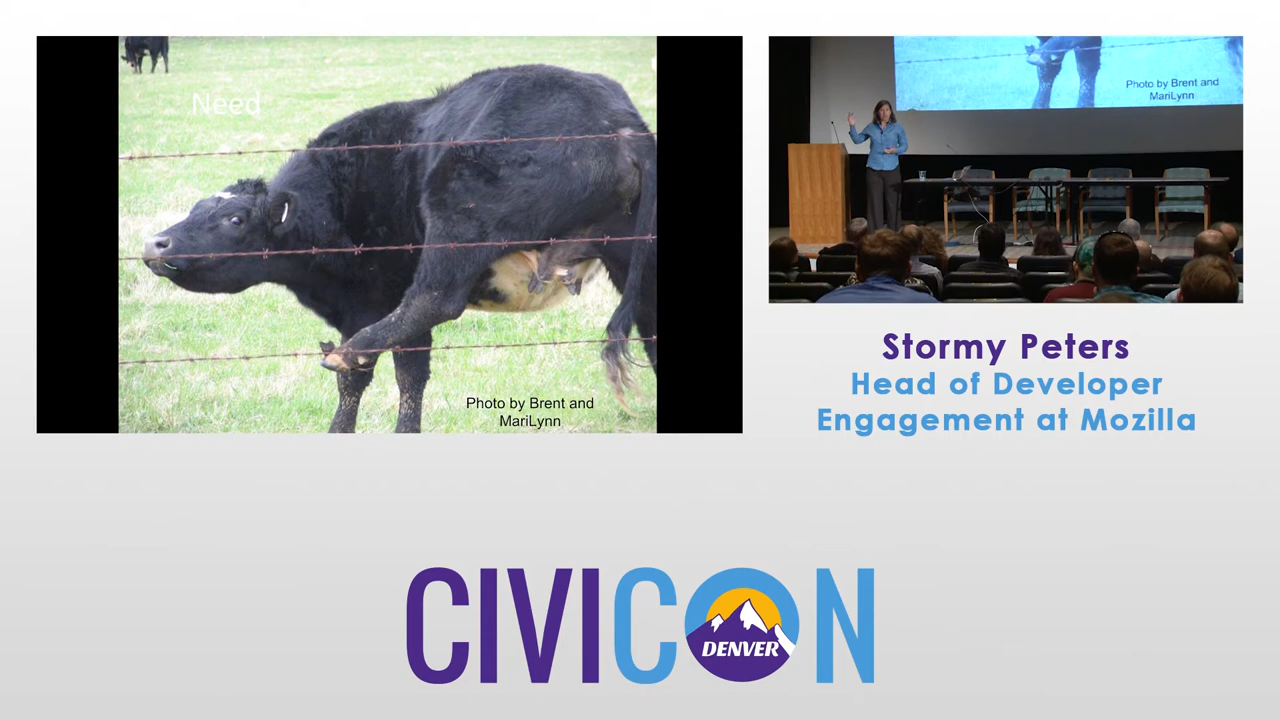 Need
Photo by Brent and
MariLynn
Photo by Brent and
MariLynn
Stormy Peters
Head of Developer
Engagement at Mozilla
CIVICON
DENVER